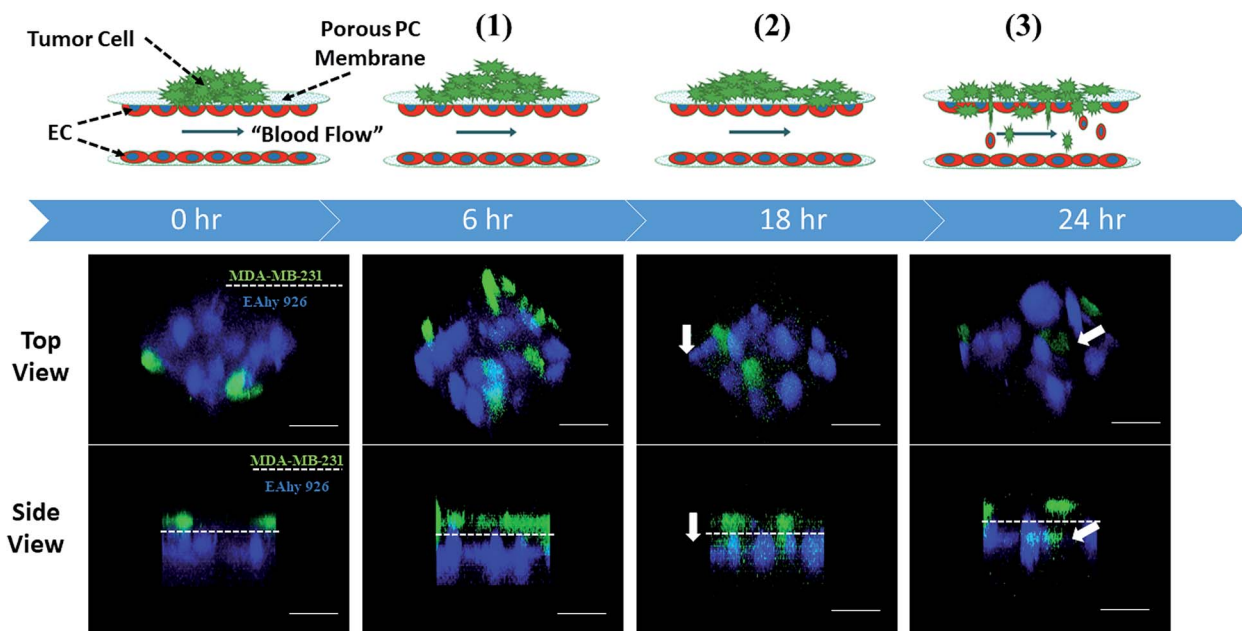 (1)
(2)
(3)
Tumor Cell
Porous PC
Membrane
EC
“Blood Flow”
0 hr
6 hr
18 hr
24 hr
Top
View
MDA-MB-231
EAhy 926
Side
View
MDA-MB-231
EAhy 926